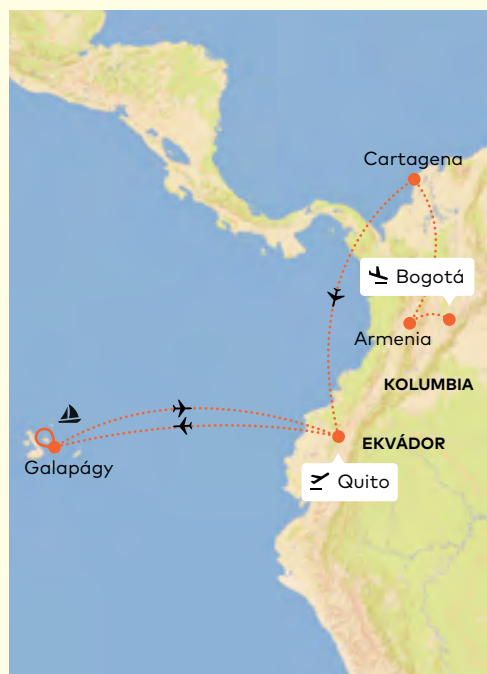 Cartagena
Bogotá
Armenia
KOLUMBIA
EKVÁDOR
Galapágy
Quito